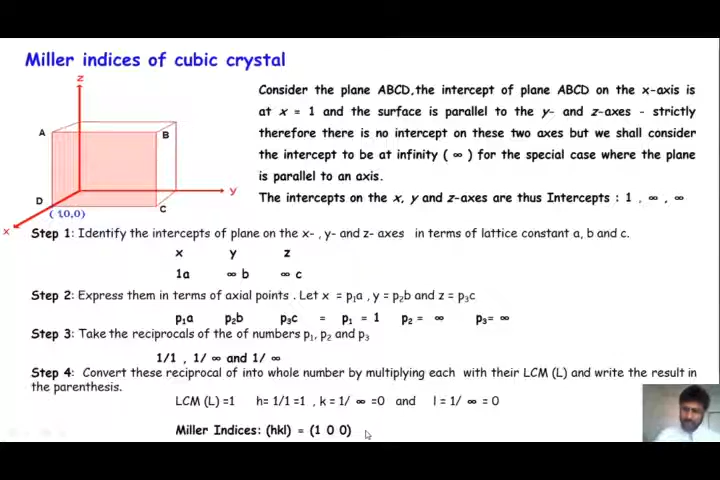 Miller indices of cubic crystal
z
A
B
y
D
C
( 1,0,0)
x
Consider the plane ABCD,the intercept of plane ABCD on the x-axis is
at x = 1 and the surface is parallel to the y- and z-axes - strictly
therefore there is no intercept on these two axes but we shall consider
the intercept to be at infinity ( ∞ ) for the special case where the plane
is parallel to an axis.
The intercepts on the x, y and z-axes are thus Intercepts : 1 , ∞ , ∞
Step 1: Identify the intercepts of plane on the x- , y- and z- axes in terms of lattice constant a, b and c.
x y z
1a ∞ b ∞ c
Step 2: Express them in terms of axial points . Let x = p₁a , y = p₂b and z = p₃c
p₁a p₂b p₃c = p₁ = 1 p₂ = ∞ p₃= ∞
Step 3: Take the reciprocals of the of numbers p₁, p₂ and p₃
1/1 , 1/ ∞ and 1/ ∞
Step 4: Convert these reciprocal of into whole number by multiplying each with their LCM (L) and write the result in
the parenthesis.
LCM (L) =1 h= 1/1 =1 , k = 1/ ∞ =0 and l = 1/ ∞ = 0
Miller Indices: (hkl) = (1 0 0)